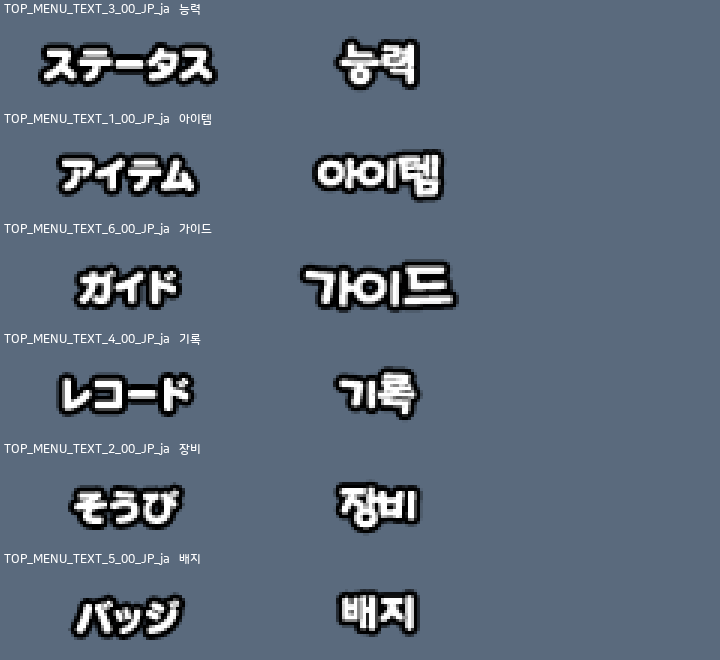 TOP_MENU_TEXT_3_00_JP_ja 능력
ステータス 능력
TOP_MENU_TEXT_1_00_JP_ja 아이템
アイテム 아이템
TOP_MENU_TEXT_6_00_JP_ja 가이드
ガイド 가이드
TOP_MENU_TEXT_4_00_JP_ja 기록
レコード 기록
TOP_MENU_TEXT_2_00_JP_ja 장비
そうび 장비
TOP_MENU_TEXT_5_00_JP_ja 배지
バッジ 배지